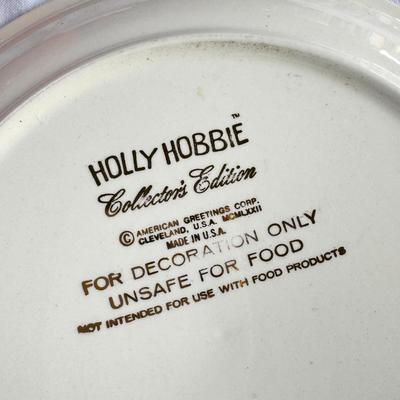 HOLLY HOBBIE™
Collector's Edition
© AMERICAN GREETINGS CORP.
CLEVELAND, U.S.A. MCMLXXII
MADE IN U.S.A.
FOR DECORATION ONLY
UNSAFE FOR FOOD
NOT INTENDED FOR USE WITH FOOD PRODUCTS